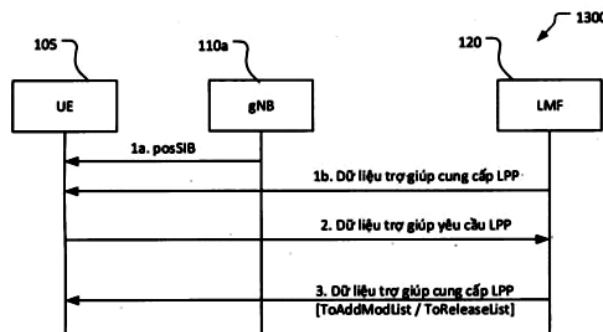 1300
105
110a
120
UE
gNB
LMF
1a. posSIB
1b. Dữ liệu trợ giúp cung cấp LPP
2. Dữ liệu trợ giúp yêu cầu LPP
3. Dữ liệu trợ giúp cung cấp LPP
[ToAddModList / ToReleaseList]